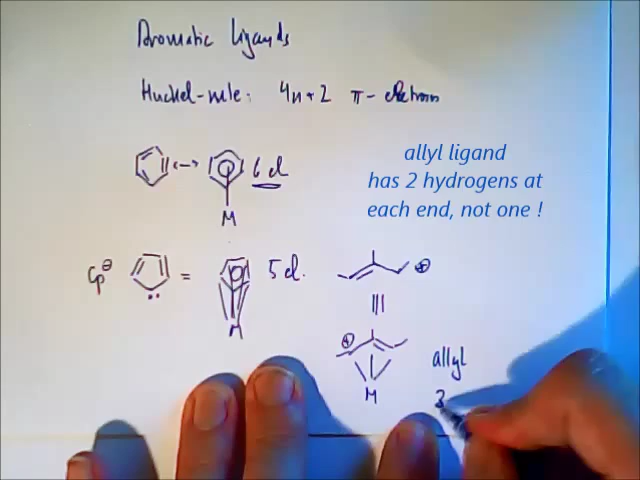 Aromatic Ligands
Huckel-rule: 4n+2 π-electrons
6 el
M
allyl ligand
has 2 hydrogens at
each end, not one !
Cp⊖ = 5 el.
⊕
M
⊕
M
allyl
3